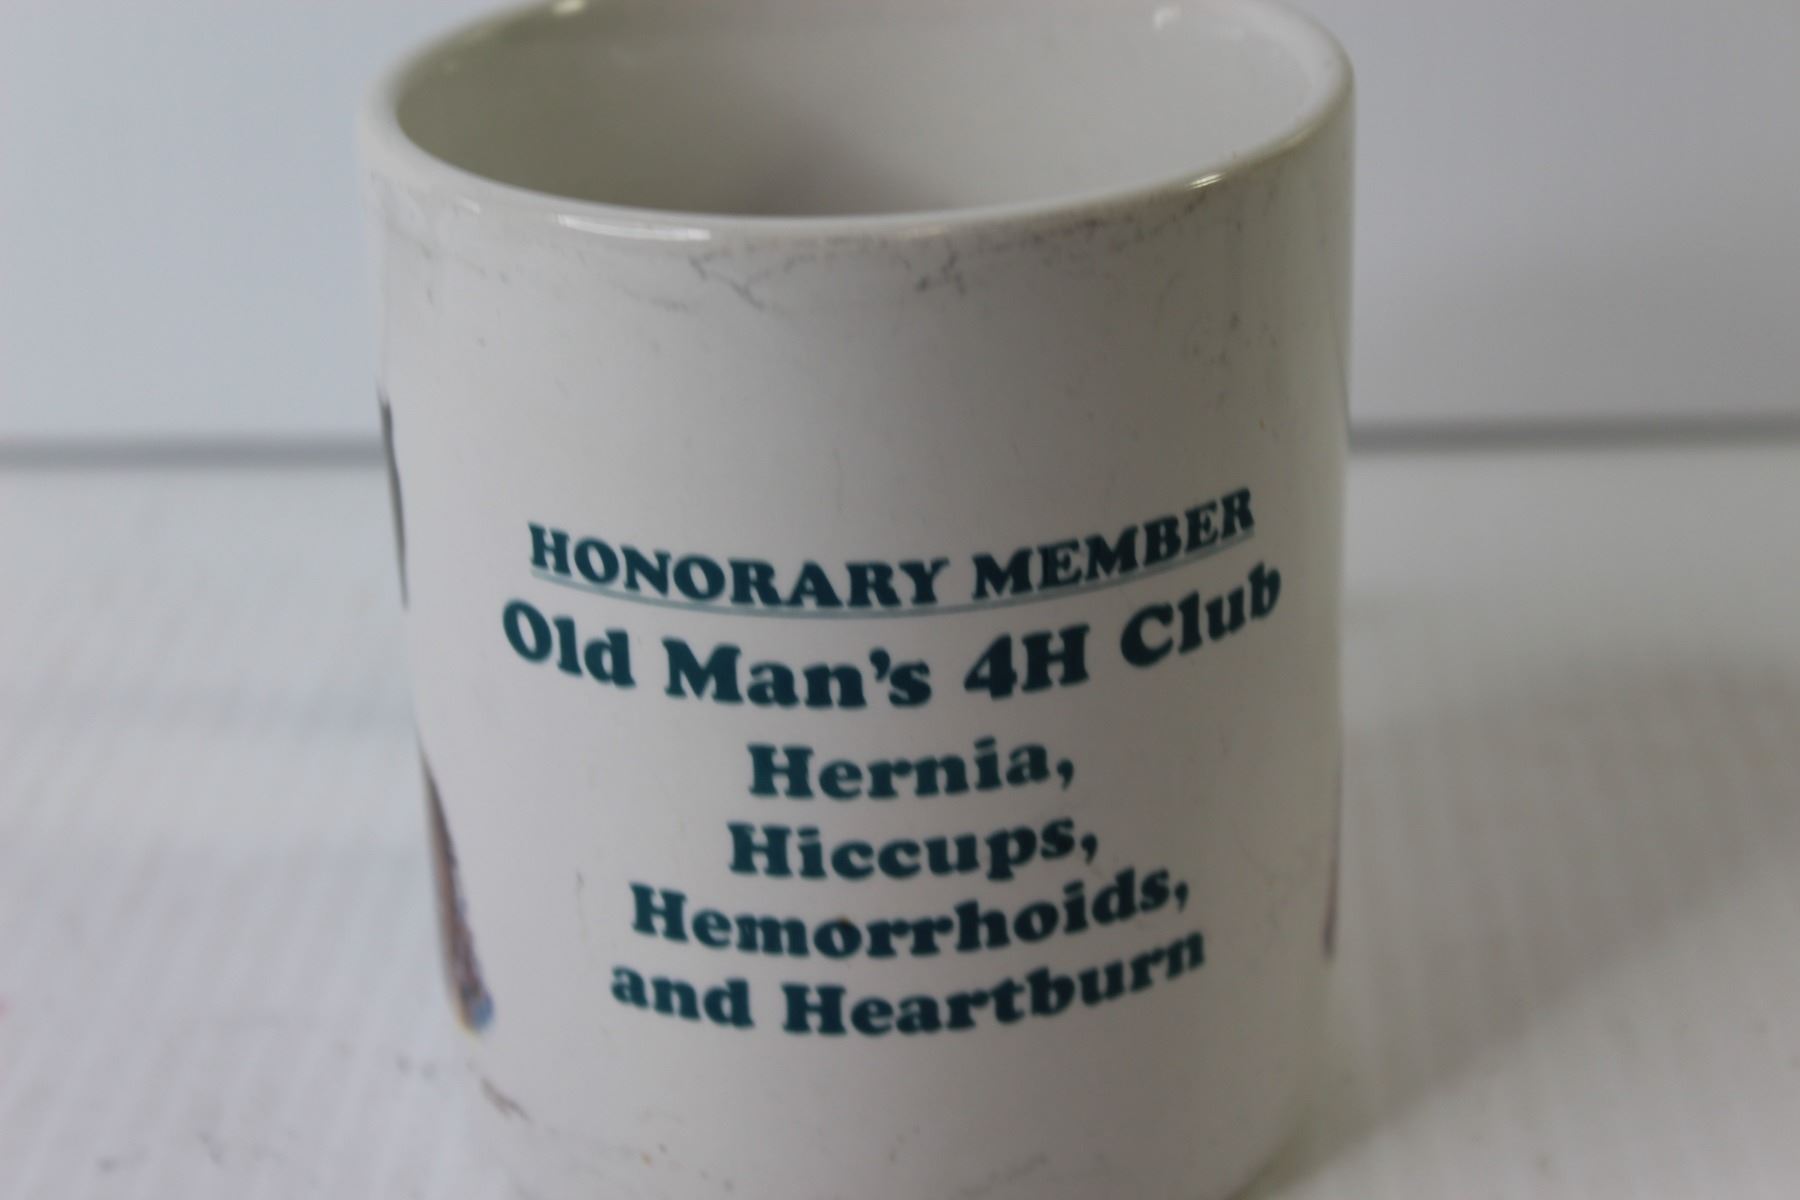 HONORARY MEMBER
Old Man's 4H Club
Hernia,
Hiccups,
Hemorrhoids,
and Heartburn